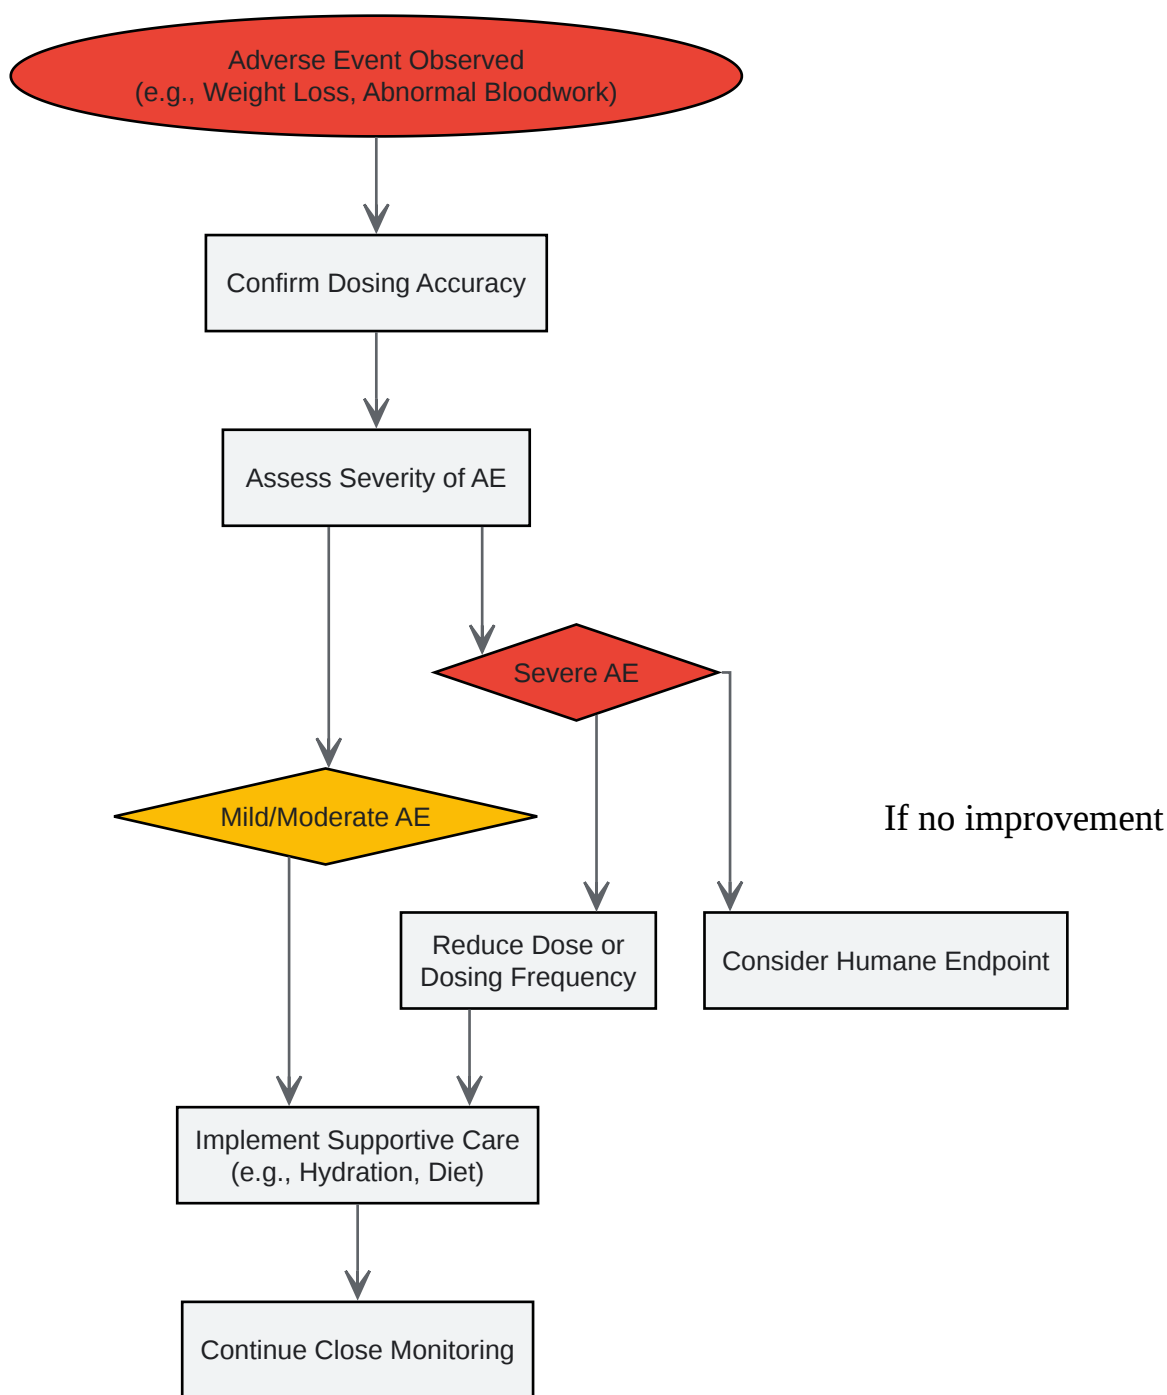 Adverse Event Observed
(e.g., Weight Loss, Abnormal Bloodwork)
Confirm Dosing Accuracy
Assess Severity of AE
Severe AE
Mild/Moderate AE
If no improvement
Reduce Dose or
Dosing Frequency
Consider Humane Endpoint
Implement Supportive Care
(e.g., Hydration, Diet)
Continue Close Monitoring